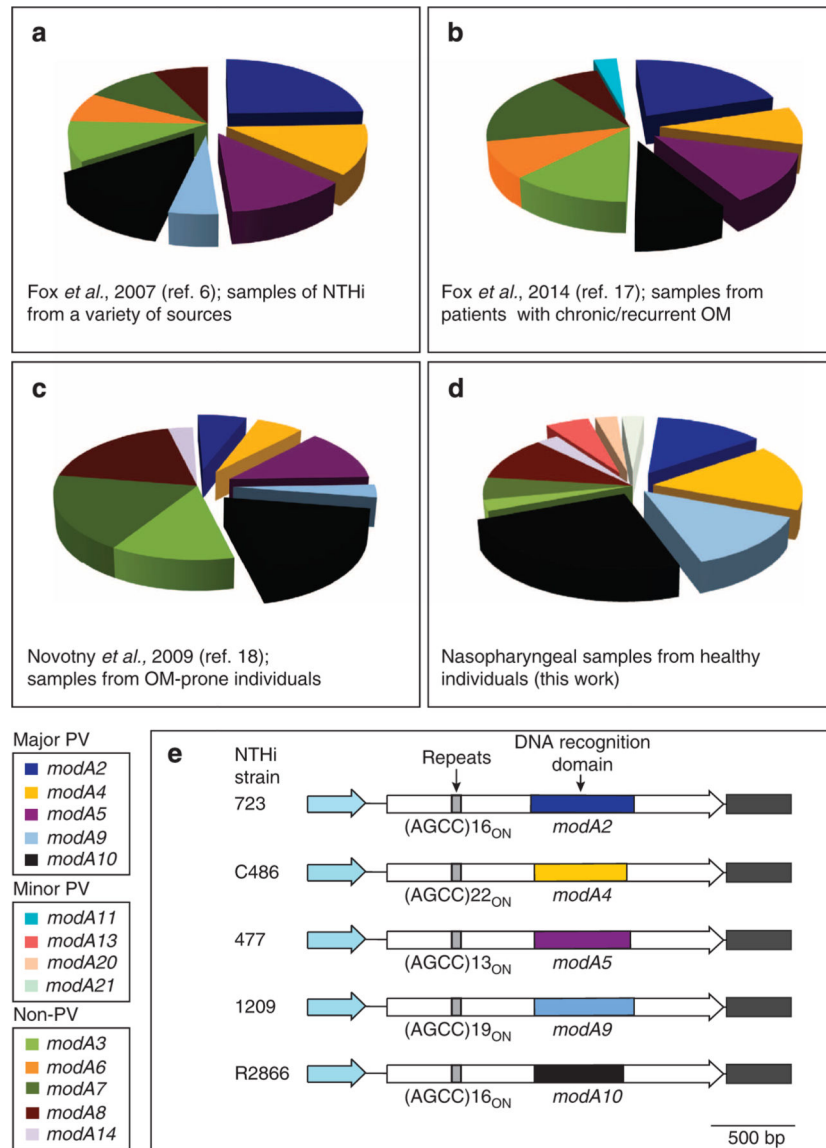 a
Fox et al., 2007 (ref. 6); samples of NTHi
from a variety of sources
b
Fox et al., 2014 (ref. 17); samples from
patients with chronic/recurrent OM
c
Novotny et al., 2009 (ref. 18);
samples from OM-prone individuals
d
Nasopharyngeal samples from healthy
individuals (this work)
Major PV
modA2
modA4
modA5
modA9
modA10
Minor PV
modA11
modA13
modA20
modA21
Non-PV
modA3
modA6
modA7
modA8
modA14
e
NTHi
strain
Repeats
DNA recognition
domain
723
(AGCC)16ON
modA2
C486
(AGCC)22ON
modA4
477
(AGCC)13ON
modA5
1209
(AGCC)19ON
modA9
R2866
(AGCC)16ON
modA10
500 bp